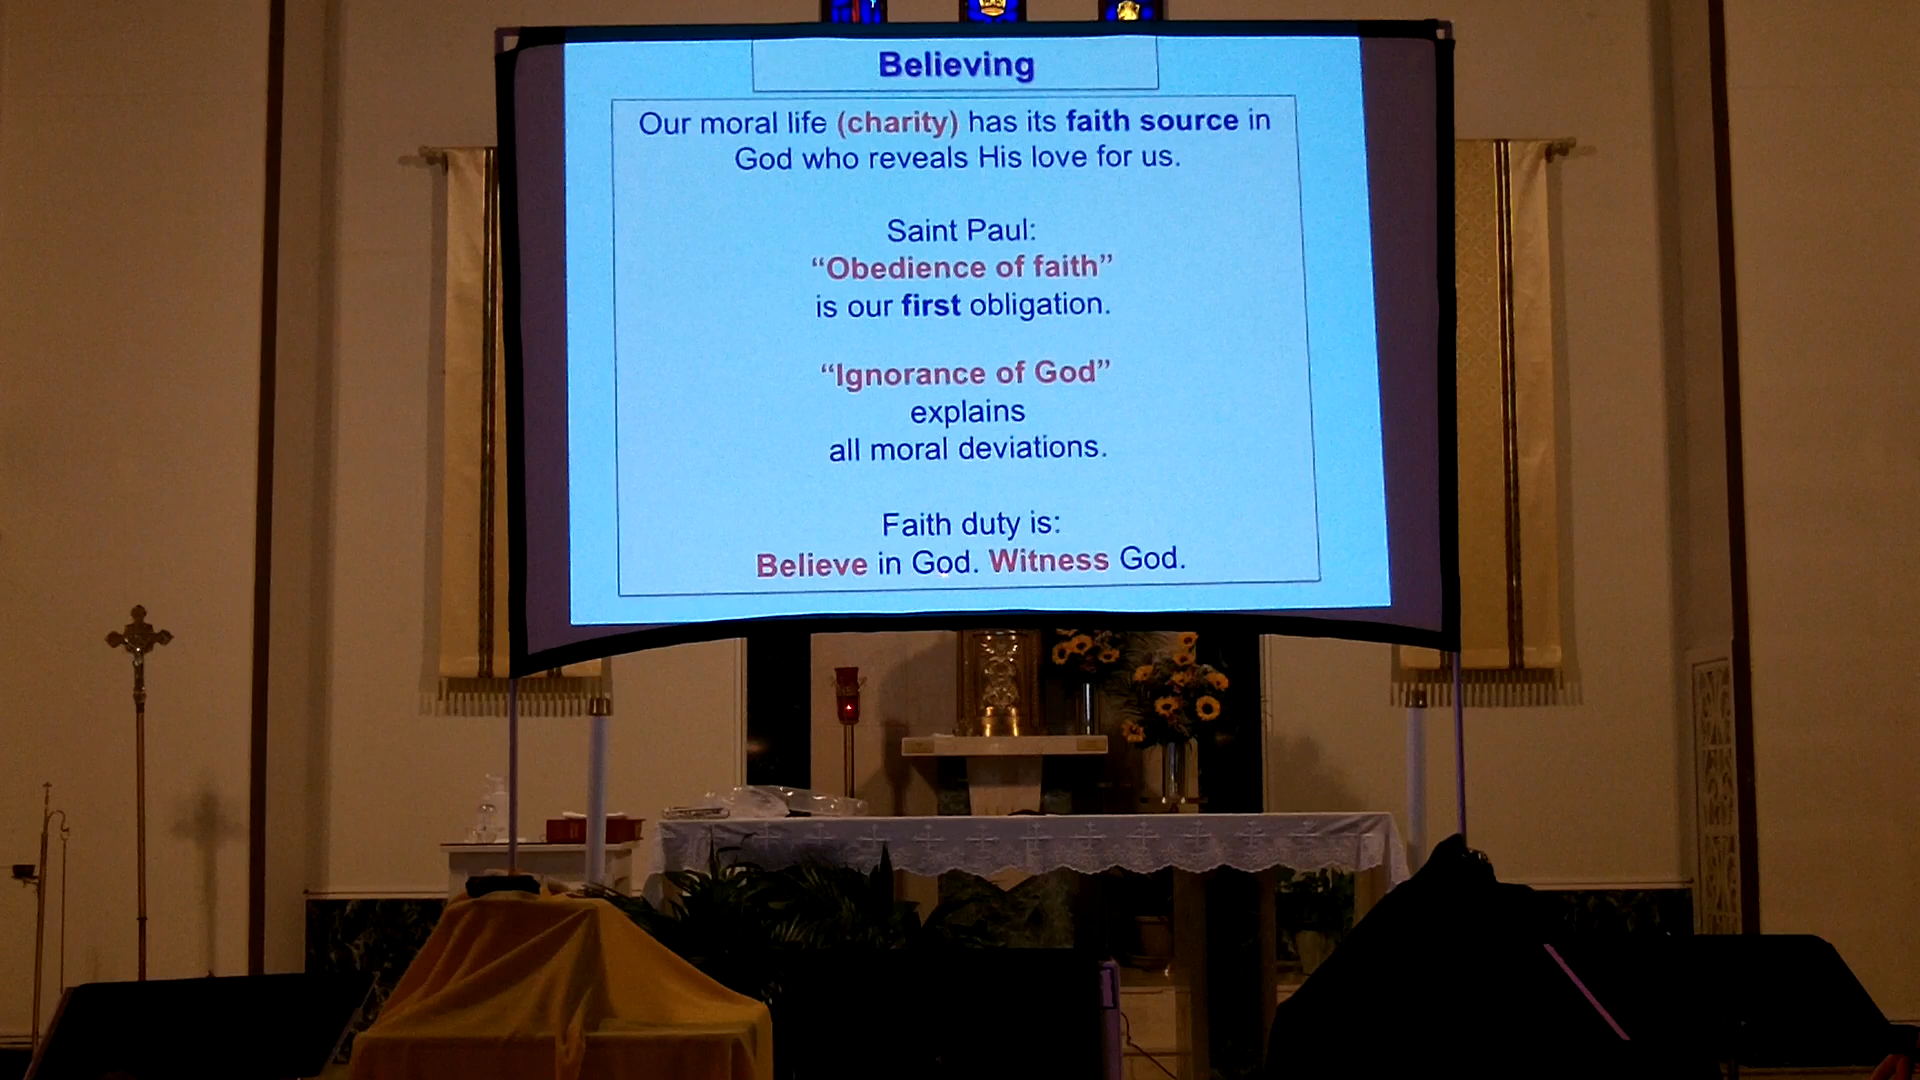 Believing
Our moral life (charity) has its faith source in
God who reveals His love for us.
Saint Paul:
“Obedience of faith”
is our first obligation.
“Ignorance of God”
explains
all moral deviations.
Faith duty is:
Believe in God. Witness God.